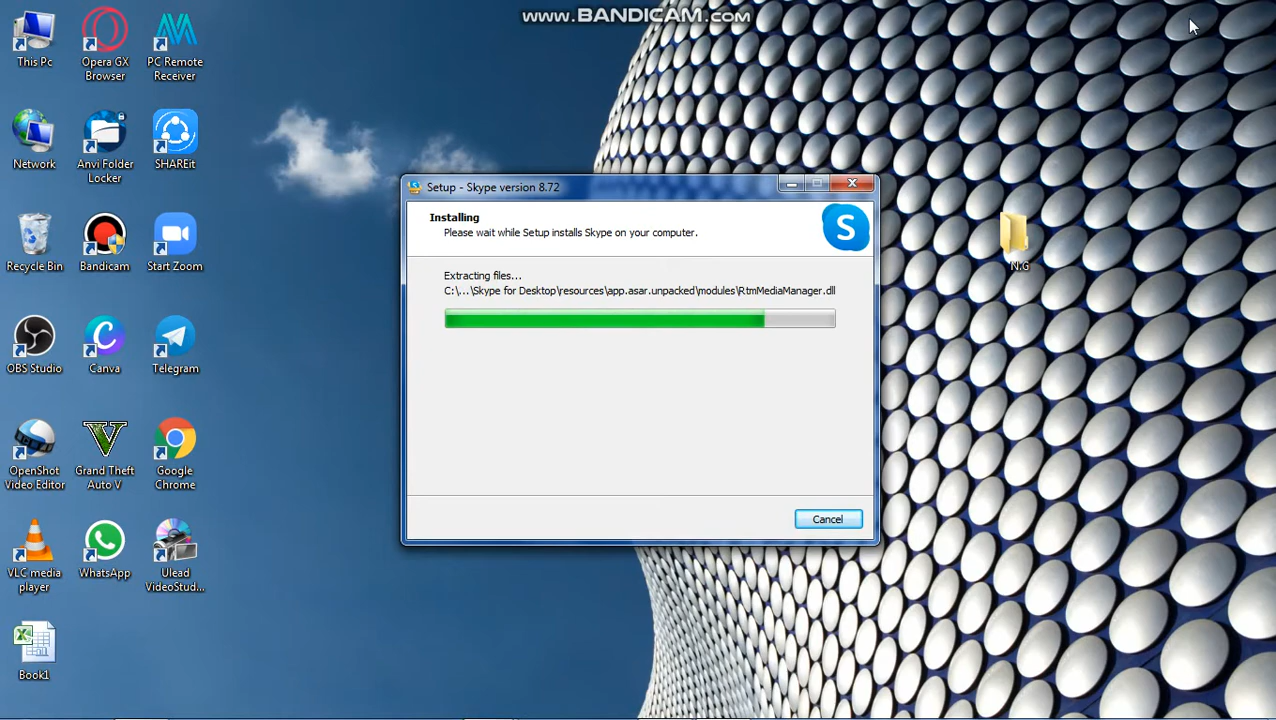 www.BANDICAM.com
This Pc
Opera GX
Browser
PC Remote
Receiver
Network
Anvi Folder
Locker
SHAREit
Recycle Bin
Bandicam
Start Zoom
OBS Studio
Canva
Telegram
OpenShot
Video Editor
Grand Theft
Auto V
Google
Chrome
VLC media
player
WhatsApp
Ulead
VideoStud...
Book1
N.G
Setup - Skype version 8.72
Installing
Please wait while Setup installs Skype on your computer.
S
Extracting files...
C:\...\Skype for Desktop\resources\app.asar.unpacked\modules\RtmMediaManager.dll
Cancel